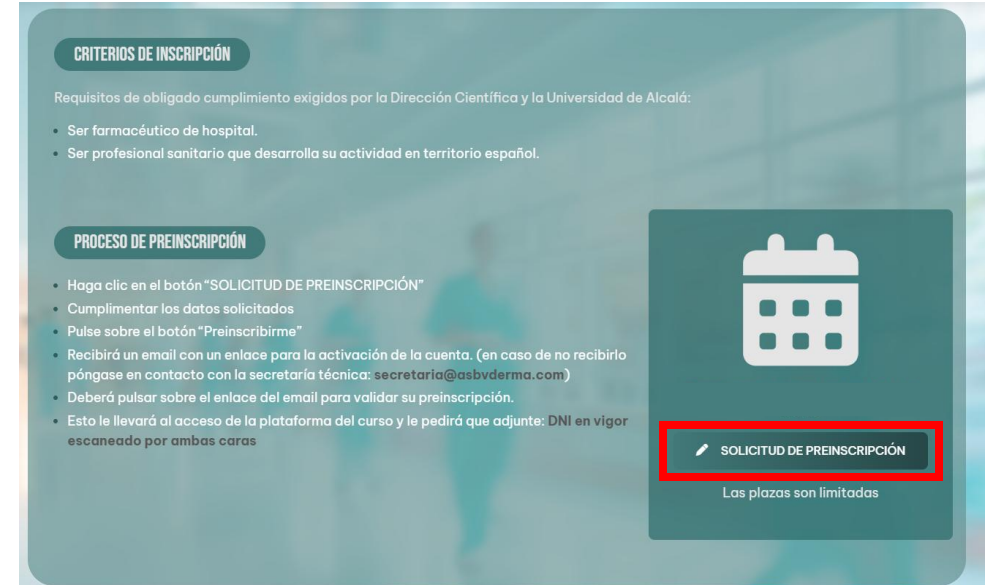 CRITERIOS DE INSCRIPCIÓN
Requisitos de obligado cumplimiento exigidos por la Dirección Científica y la Universidad de Alcalá:
• Ser farmacéutico de hospital.
• Ser profesional sanitario que desarrolla su actividad en territorio español.
PROCESO DE PREINSCRIPCIÓN
• Haga clic en el botón “SOLICITUD DE PREINSCRIPCIÓN”
• Cumplimentar los datos solicitados
• Pulse sobre el botón “Preinscribirme”
• Recibirá un email con un enlace para la activación de la cuenta. (en caso de no recibirlo
póngase en contacto con la secretaría técnica: secretaria@asbvderma.com)
• Deberá pulsar sobre el enlace del email para validar su preinscripción.
• Esto le llevará al acceso de la plataforma del curso y le pedirá que adjunte: DNI en vigor
escaneado por ambas caras
SOLICITUD DE PREINSCRIPCIÓN
Las plazas son limitadas